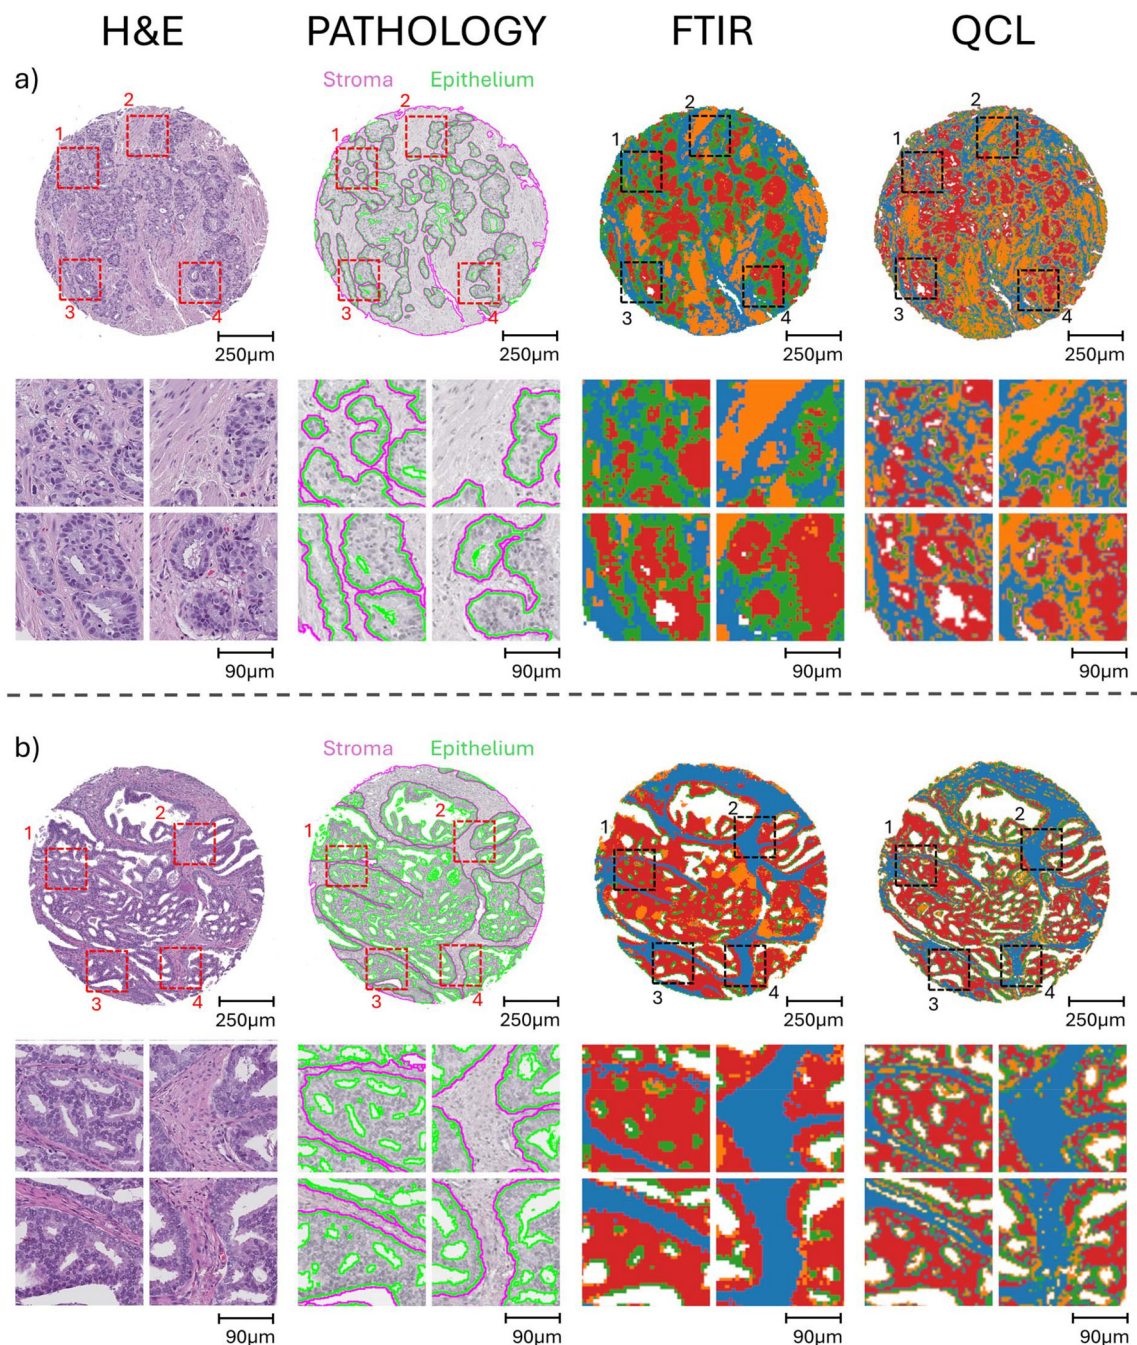 H&E PATHOLOGY FTIR QCL
a) Stroma Epithelium
2 2 2 2
1 1 1 1
3 4 3 4 3 4 3 4
250µm 250µm 250µm 250µm
90µm 90µm 90µm 90µm
b) Stroma Epithelium
1 2 1 2 1 2 1 2
3 4 3 4 3 4 3 4
250µm 250µm 250µm 250µm
90µm 90µm 90µm 90µm